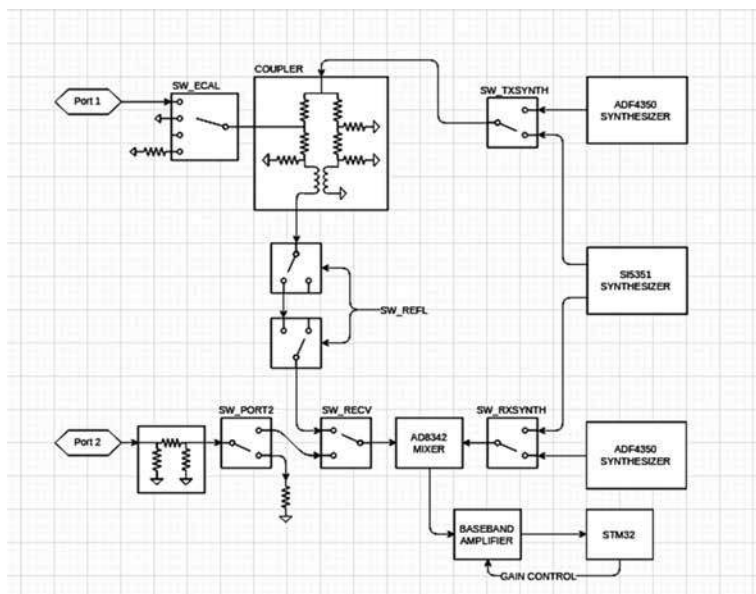 COUPLER
SW_ECAL
Port 1
SW_TXSYNTH
ADF4350
SYNTHESIZER
SI5351
SYNTHESIZER
SW_REFL
Port 2
SW_PORT2
SW_RECV
AD8342
MIXER
SW_RXSYNTH
ADF4350
SYNTHESIZER
BASEBAND
AMPLIFIER
STM32
GAIN CONTROL